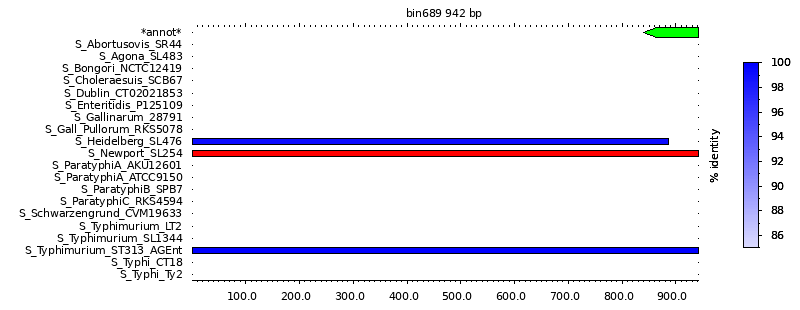 bin689 942 bp
*annot*
S_Abortusovis_SR44
S_Agona_SL483
S_Bongori_NCTC12419
S_Choleraesuis_SCB67
S_Dublin_CT02021853
S_Enteritidis_P125109
S_Gallinarum_28791
S_Gall_Pullorum_RKS5078
S_Heidelberg_SL476
S_Newport_SL254
S_ParatyphiA_AKU12601
S_ParatyphiA_ATCC9150
S_ParatyphiB_SPB7
S_ParatyphiC_RKS4594
S_Schwarzengrund_CVM19633
S_Typhimurium_LT2
S_Typhimurium_SL1344
S_Typhimurium_ST313_AGEnt
S_Typhi_CT18
S_Typhi_Ty2
100.0 200.0 300.0 400.0 500.0 600.0 700.0 800.0 900.0
% identity
100
98
96
94
92
90
88
86